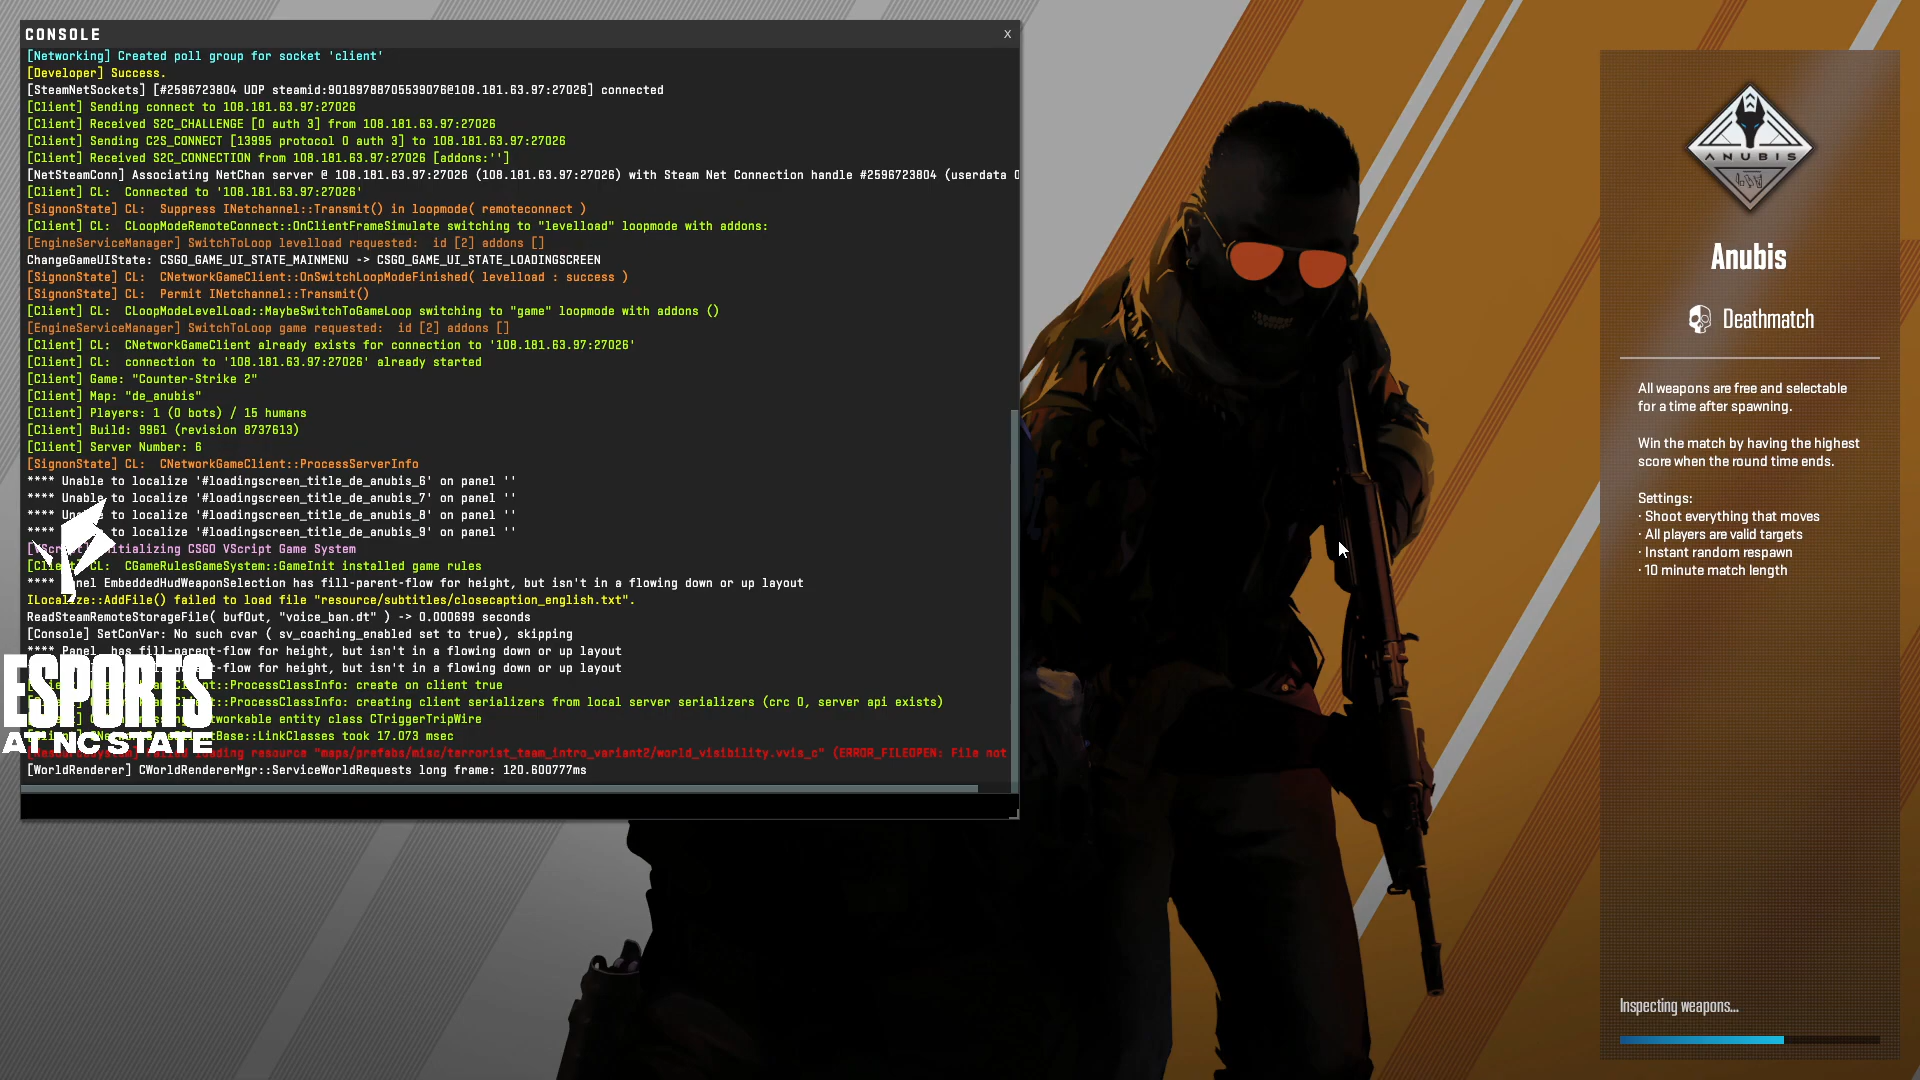 CONSOLE
X
[Networking] Created poll group for socket 'client'
[Developer] Success.
[SteamNetSockets] [#2596723804 UDP steamid:90189788705539076@108.181.63.97:27026] connected
[Client] Sending connect to 108.181.63.97:27026
[Client] Received S2C_CHALLENGE [0 auth 3] from 108.181.63.97:27026
[Client] Sending C2S_CONNECT [13995 protocol 0 auth 3] to 108.181.63.97:27026
[Client] Received S2C_CONNECTION from 108.181.63.97:27026 [addons:'']
[NetSteamConn] Associating NetChan server @ 108.181.63.97:27026 (108.181.63.97:27026) with Steam Net Connection handle #2596723804 (userdata 0
[Client] CL:  Connected to '108.181.63.97:27026'
[SignonState] CL:  Suppress INetchannel::Transmit() in loopmode( remoteconnect )
[Client] CL:  CLoopModeRemoteConnect::OnClientFrameSimulate switching to "levelload" loopmode with addons:
[EngineServiceManager] SwitchToLoop levelload requested:  id [2] addons []
ChangeGameUIState: CSGO_GAME_UI_STATE_MAINMENU -> CSGO_GAME_UI_STATE_LOADINGSCREEN
[SignonState] CL:  CNetworkGameClient::OnSwitchLoopModeFinished( levelload : success )
[SignonState] CL:  Permit INetchannel::Transmit()
[Client] CL:  CLoopModeLevelLoad::MaybeSwitchToGameLoop switching to "game" loopmode with addons ()
[EngineServiceManager] SwitchToLoop game requested:  id [2] addons []
[Client] CL:  CNetworkGameClient already exists for connection to '108.181.63.97:27026'
[Client] CL:  connection to '108.181.63.97:27026' already started
[Client] Game: "Counter-Strike 2"
[Client] Map: "de_anubis"
[Client] Players: 1 (0 bots) / 15 humans
[Client] Build: 9961 (revision 8737613)
[Client] Server Number: 6
[SignonState] CL:  CNetworkGameClient::ProcessServerInfo
**** Unable to localize '#loadingscreen_title_de_anubis_6' on panel ''
**** Unable to localize '#loadingscreen_title_de_anubis_7' on panel ''
**** to localize '#loadingscreen_title_de_anubis_8' on panel ''
**** to localize '#loadingscreen_title_de_anubis_9' on panel ''
CSGO VScript Game System
CL:  CGameRulesGameSystem::GameInit installed game rules
**** EmbeddedHudWeaponSelection has fill-parent-flow for height, but isn't in a flowing down or up layout
ILocalize::AddFile() failed to load file "resource/subtitles/closecaption_english.txt".
ReadSteamRemoteStorageFile( bufOut, "voice_ban.dt" ) -> 0.000699 seconds
[Console] SetConVar: No such cvar ( sv_coaching_enabled set to true), skipping
**** Panel  has fill-parent-flow for height, but isn't in a flowing down or up layout
for height, but isn't in a flowing down or up layout
create on client true
creating client serializers from local server serializers (crc 0, server api exists)
entity class CTriggerTripWire
took 17.073 msec
resource "maps/prefabs/misc/terrorist_team_intro_variant2/world_visibility.vvis_c" (ERROR_FILEOPEN: File not
[WorldRenderer] CWorldRendererMgr::ServiceWorldRequests long frame: 120.600777ms
ESPORTS
AT NC STATE
ANUBIS
Anubis
Deathmatch
All weapons are free and selectable
for a time after spawning.
Win the match by having the highest
score when the round time ends.
Settings:
· Shoot everything that moves
· All players are valid targets
· Instant random respawn
· 10 minute match length
Inspecting weapons...